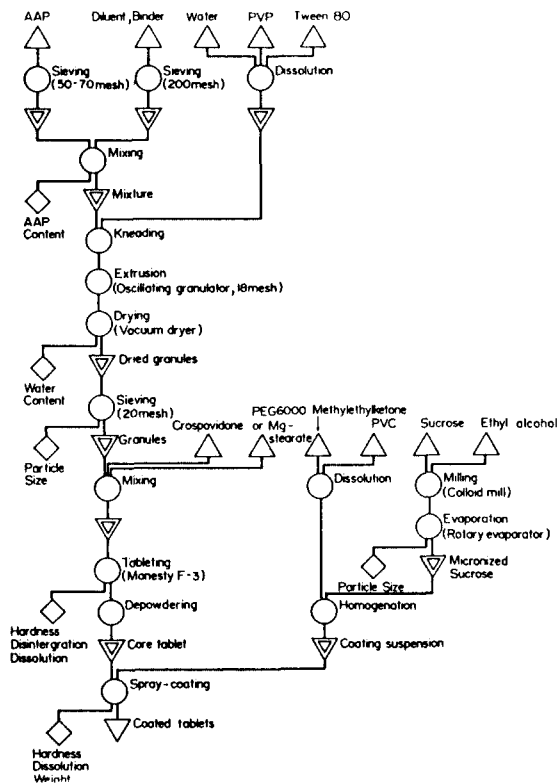 AAP
Diluent, Binder
Water
PVP
Tween 80
Sieving
(50-70mesh)
Sieving
(200mesh)
Dissolution
Mixing
Mixture
AAP
Content
Kneading
Extrusion
(Oscillating granulator, 18mesh)
Drying
(Vacuum dryer)
Dried granules
Water
Content
Sieving
(20mesh)
Granules
Particle
Size
Crospovidone
PEG6000
or Mg-
stearate
Methylethylketone
PVC
Sucrose
Ethyl alcohol
Mixing
Dissolution
Milling
(Colloid mill)
Evaporation
(Rotary evaporator)
Particle Size
Micronized
Sucrose
Tableting
(Manesty F-3)
Depowdering
Homogenation
Hardness
Disintergration
Dissolution
Core tablet
Coating suspension
Spray-coating
Coated tablets
Hardness
Dissolution
Weight